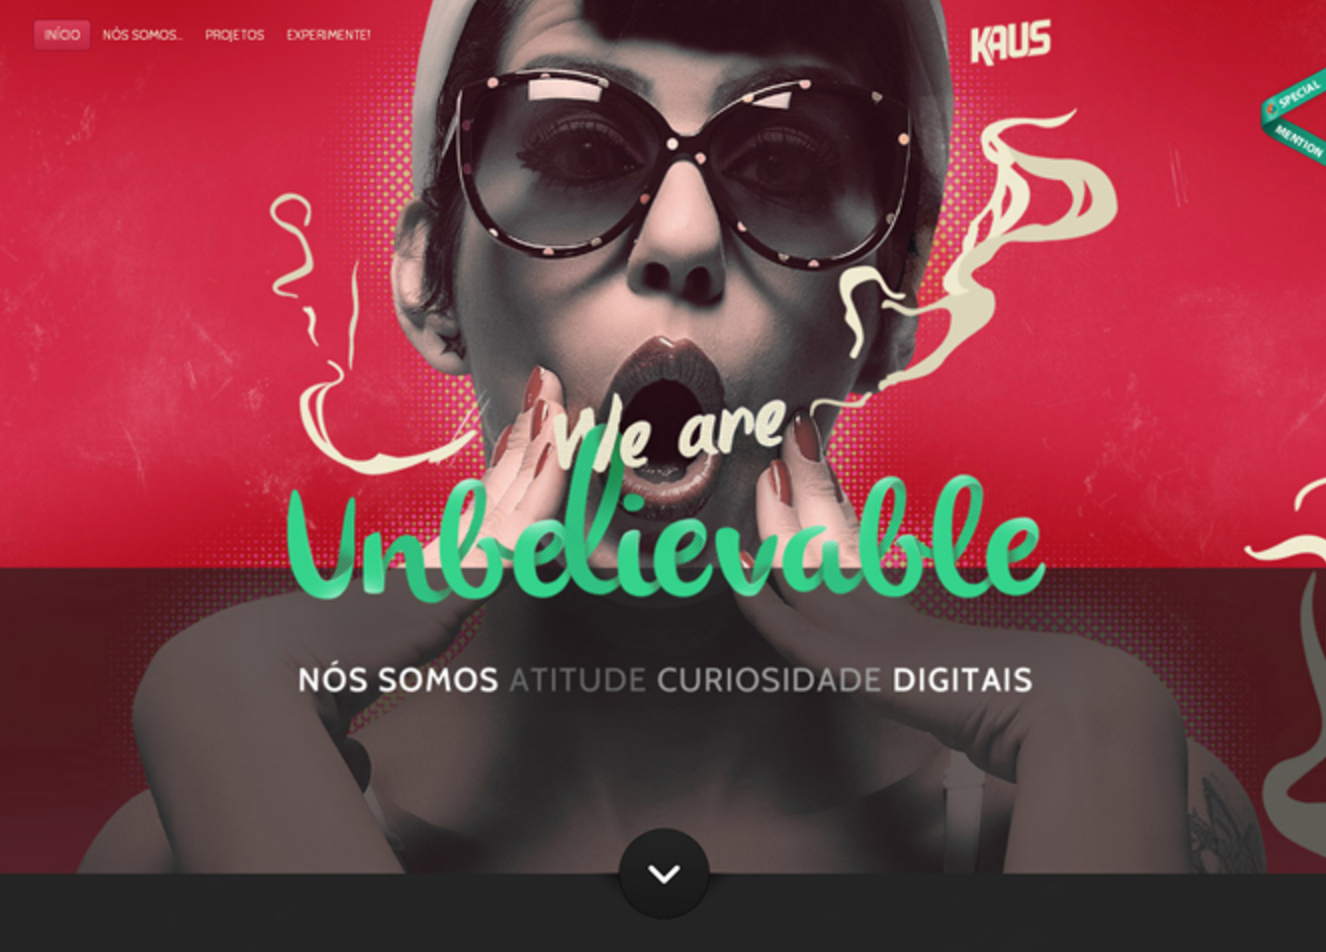 INÍCIO NÓS SOMOS... PROJETOS EXPERIMENTE!
KAUS
SPECIAL
MENTION
We are
Unbelievable
NÓS SOMOS ATITUDE CURIOSIDADE DIGITAIS